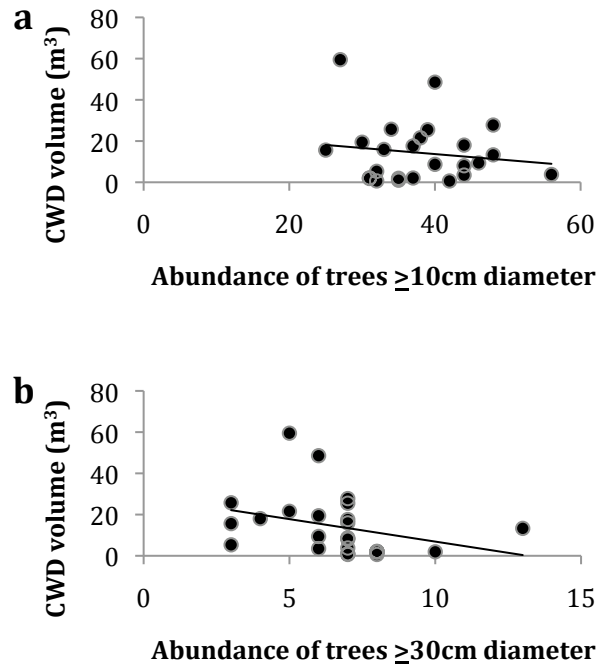 a
CWD volume (m³)
80
60
40
20
0
0 20 40 60
Abundance of trees ≥10cm diameter
b
CWD volume (m³)
80
60
40
20
0
0 5 10 15
Abundance of trees ≥30cm diameter